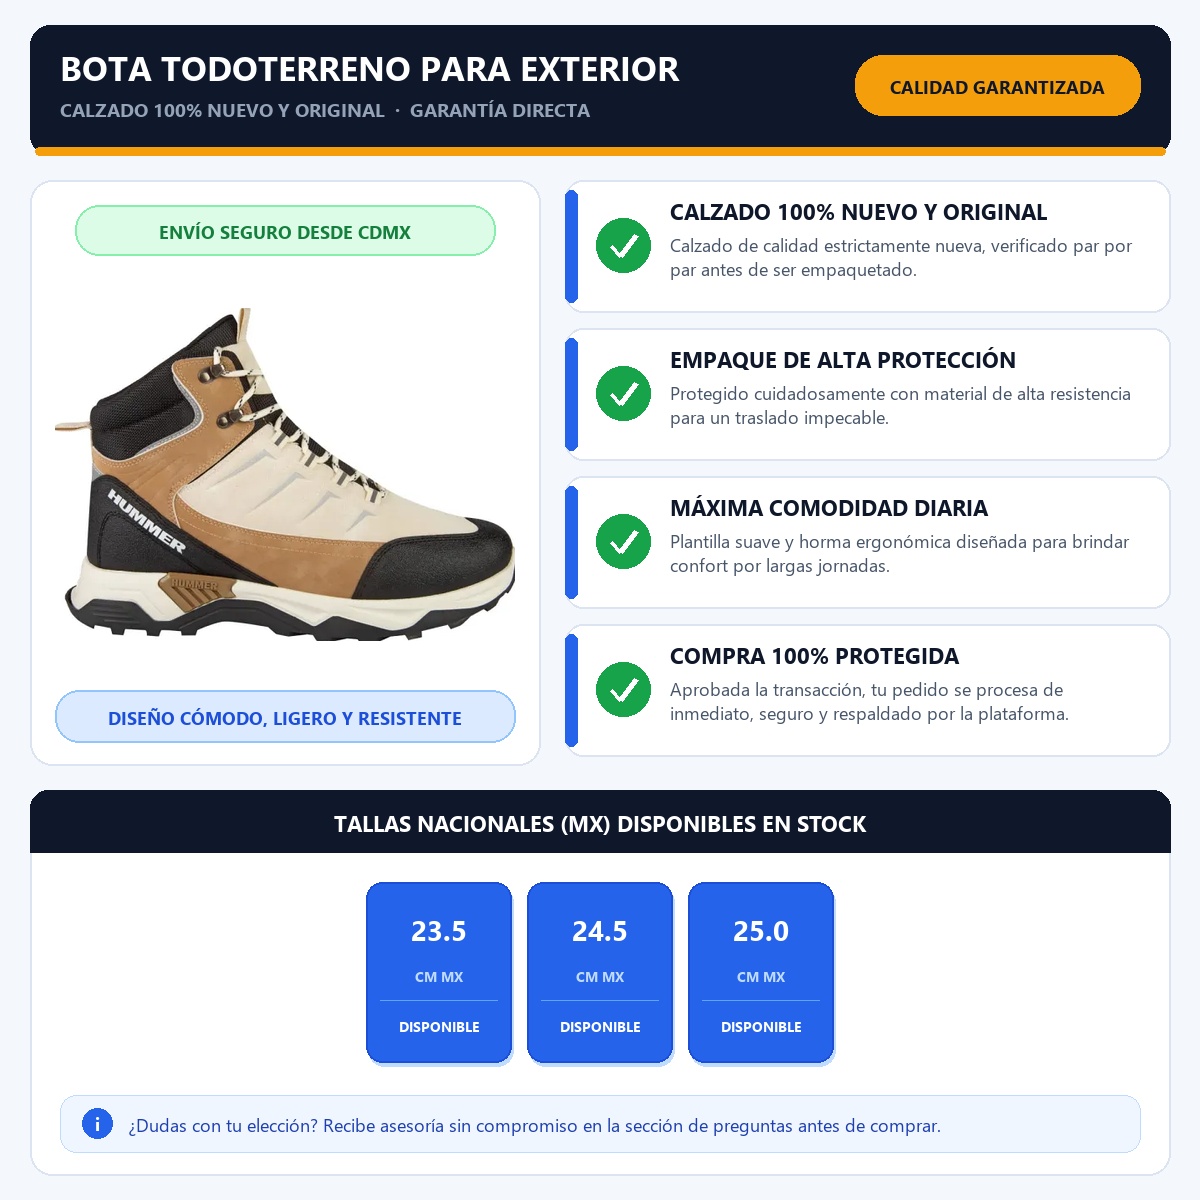 BOTA TODOTERRENO PARA EXTERIOR
CALZADO 100% NUEVO Y ORIGINAL · GARANTÍA DIRECTA
CALIDAD GARANTIZADA
ENVÍO SEGURO DESDE CDMX
HUMMER
HUMMER
DISEÑO CÓMODO, LIGERO Y RESISTENTE
CALZADO 100% NUEVO Y ORIGINAL
Calzado de calidad estrictamente nueva, verificado par por
par antes de ser empaquetado.
EMPAQUE DE ALTA PROTECCIÓN
Protegido cuidadosamente con material de alta resistencia
para un traslado impecable.
MÁXIMA COMODIDAD DIARIA
Plantilla suave y horma ergonómica diseñada para brindar
confort por largas jornadas.
COMPRA 100% PROTEGIDA
Aprobada la transacción, tu pedido se procesa de
inmediato, seguro y respaldado por la plataforma.
TALLAS NACIONALES (MX) DISPONIBLES EN STOCK
23.5
CM MX
DISPONIBLE
24.5
CM MX
DISPONIBLE
25.0
CM MX
DISPONIBLE
¿Dudas con tu elección? Recibe asesoría sin compromiso en la sección de preguntas antes de comprar.